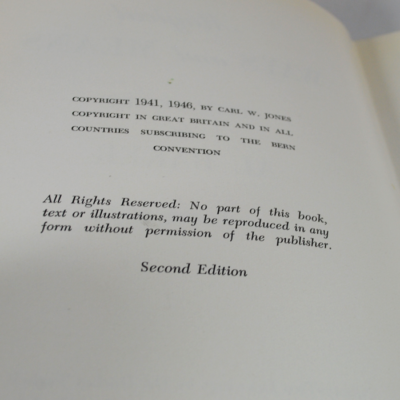 COPYRIGHT 1941, 1946, BY CARL W. JONES
COPYRIGHT IN GREAT BRITAIN AND IN ALL
COUNTRIES SUBSCRIBING TO THE BERN
CONVENTION
All Rights Reserved: No part of this book,
text or illustrations, may be reproduced in any
form without permission of the publisher.
Second Edition